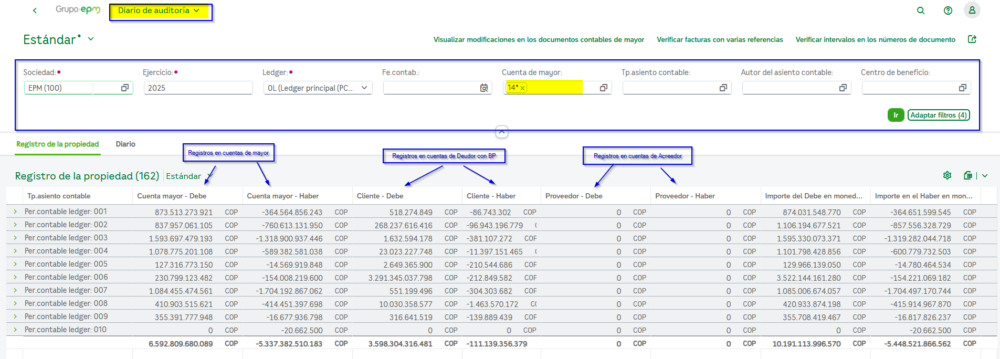 Grupo·epm Diario de auditoría
Estándar* Visualizar modificaciones en los documentos contables de mayor Verificar facturas con varias referencias Verificar intervalos en los números de documento
Sociedad: Ejercicio: Ledger: Fe.contab.: Cuenta de mayor: Tp.asiento contable: Autor del asiento contable: Centro de beneficio:
EPM (100) 2025 0L (Ledger principal (PC... 14*
Ir Adaptar filtros (4)
Registro de la propiedad Diario
Registros en cuentas de mayor Registros en cuentas de Deudor con BP Registros en cuentas de Acreedor
Registro de la propiedad (162) Estándar
Tp.asiento contable Cuenta mayor - Debe Cuenta mayor - Haber Cliente - Debe Cliente - Haber Proveedor - Debe Proveedor - Haber Importe del Debe en moned... Importe en el Haber en mon...
Per.contable ledger: 001 873.513.273.921 COP -364.564.856.243 COP 518.274.849 COP -86.743.302 COP 0 COP 0 COP 874.031.548.770 COP -364.651.599.545 COP
Per.contable ledger: 002 837.957.061.105 COP -760.613.131.950 COP 268.237.616.416 COP -96.943.196.779 0 COP 0 COP 1.106.194.677.521 COP -857.556.328.729 COP
Per.contable ledger: 003 1.593.697.479.193 COP -1.318.900.937.446 COP 1.632.594.178 COP -381.107.272 COP 0 COP 0 COP 1.595.330.073.371 COP -1.319.282.044.718 COP
Per.contable ledger: 004 1.078.775.201.108 COP -589.382.581.038 COP 23.023.227.748 COP -11.397.151.465 0 COP 0 COP 1.101.798.428.856 COP -600.779.732.503 COP
Per.contable ledger: 005 127.316.773.150 COP -14.569.919.848 COP 2.649.365.900 COP -210.544.686 COP 0 COP 0 COP 129.966.139.050 COP -14.780.464.534 COP
Per.contable ledger: 006 230.799.123.482 COP -154.008.219.600 COP 3.291.345.037.798 COP -212.849.582 COP 0 COP 0 COP 3.522.144.161.280 COP -154.221.069.182 COP
Per.contable ledger: 007 1.084.455.474.561 COP -1.704.192.867.062 COP 551.199.496 COP -304.303.682 COP 0 COP 0 COP 1.085.006.674.057 COP -1.704.497.170.744 COP
Per.contable ledger: 008 410.903.515.621 COP -414.451.397.698 COP 10.030.358.577 COP -1.463.570.172 0 COP 0 COP 420.933.874.198 COP -415.914.967.870 COP
Per.contable ledger: 009 355.391.777.948 COP -16.677.936.798 COP 316.641.519 COP -139.889.439 COP 0 COP 0 COP 355.708.419.467 COP -16.817.826.237 COP
Per.contable ledger: 010 0 COP -20.662.500 COP 0 COP 0 COP 0 COP 0 COP 0 COP -20.662.500 COP
6.592.809.680.089 COP -5.337.382.510.183 COP 3.598.304.316.481 COP -111.139.356.379 0 COP 0 COP 10.191.113.996.570 COP -5.448.521.866.562 COP